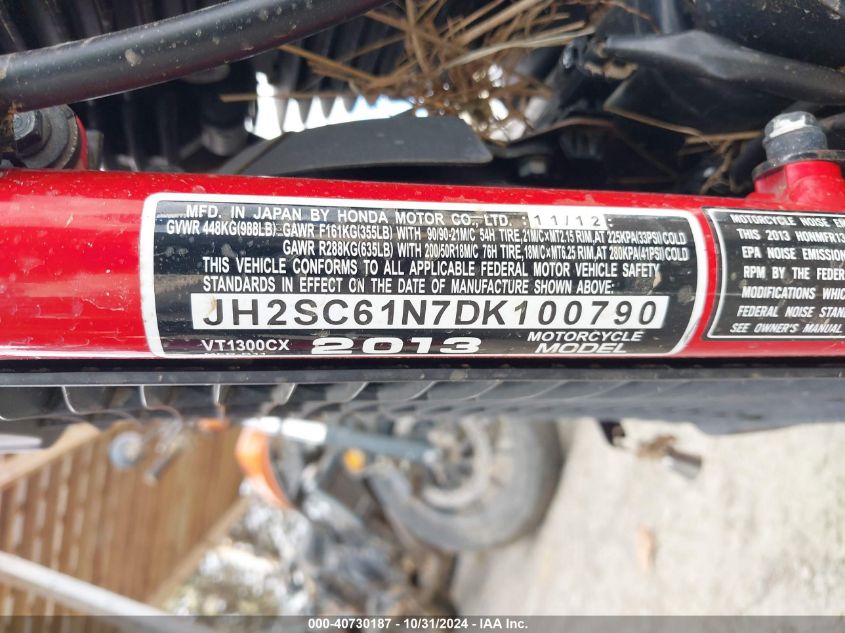 MFD. IN JAPAN BY HONDA MOTOR CO., LTD. 11/12
GVWR 448KG(988LB) GAWR F161KG(355LB) WITH 90/90-21M/C 54H TIRE,21M/C×MT2.15 RIM,AT 225KPA(33PSI)COLD
GAWR R288KG(635LB) WITH 200/50R18M/C 76H TIRE,18M/C×MT6.25 RIM,AT 280KPA(41PSI)COLD
THIS VEHICLE CONFORMS TO ALL APPLICABLE FEDERAL MOTOR VEHICLE SAFETY
STANDARDS IN EFFECT ON THE DATE OF MANUFACTURE SHOWN ABOVE:
JH2SC61N7DK100790
VT1300CX 2013 MOTORCYCLE MODEL
MOTORCYCLE NOISE EM
THIS 2013 HONMFR13
EPA NOISE EMISSION
RPM BY THE FEDER
MODIFICATIONS WHIC
FEDERAL NOISE STAN
SEE OWNER'S MANUAL
000-40730187 - 10/31/2024 - IAA Inc.